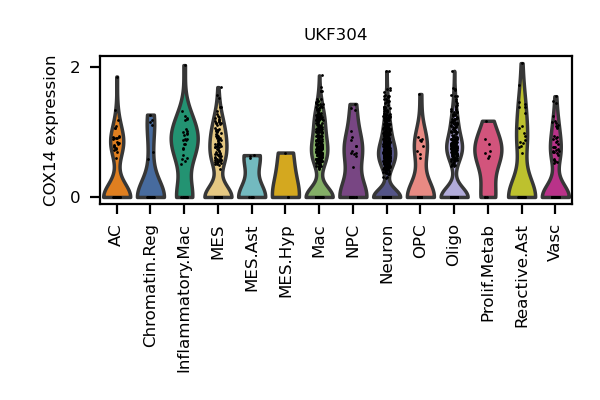 UKF304
COX14 expression
2
0
AC
Chromatin.Reg
Inflammatory.Mac
MES
MES.Ast
MES.Hyp
Mac
NPC
Neuron
OPC
Oligo
Prolif.Metab
Reactive.Ast
Vasc